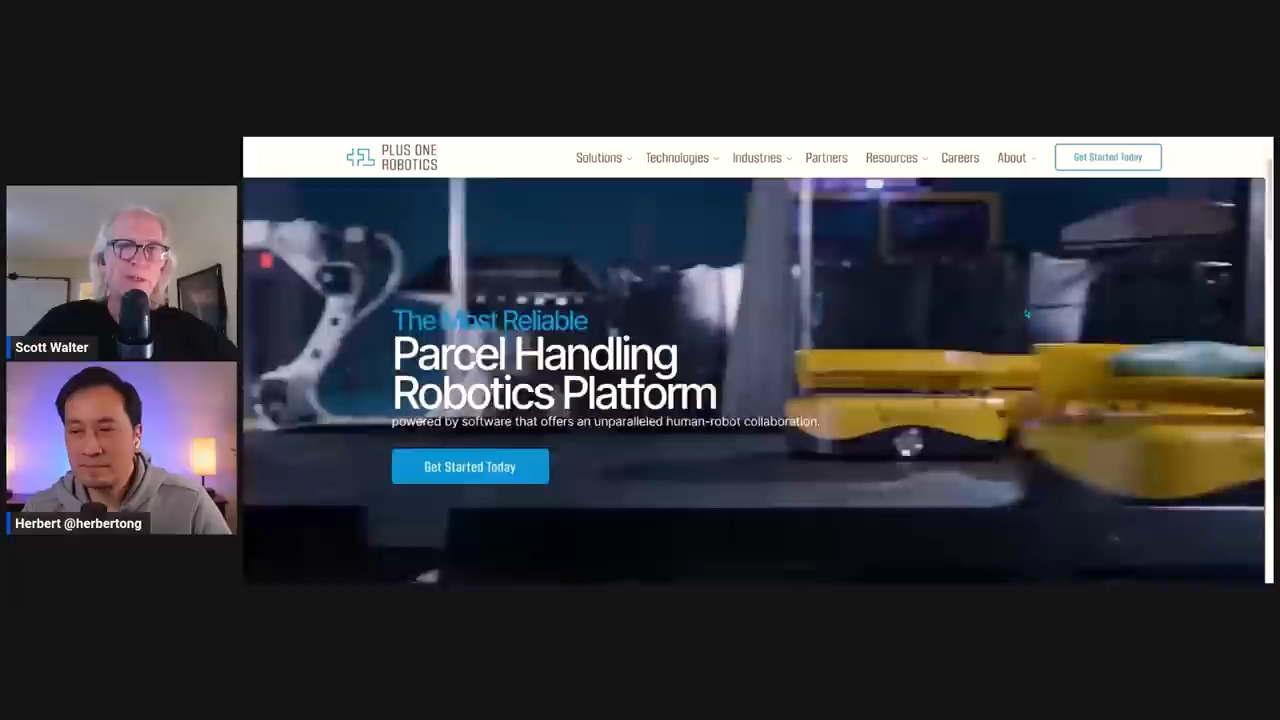 PLUS ONE
ROBOTICS
Solutions
Technologies
Industries
Partners
Resources
Careers
About
Get Started Today
The Most Reliable
Parcel Handling
Robotics Platform
powered by software that offers an unparalleled human-robot collaboration.
Get Started Today
Scott Walter
Herbert @herbertong